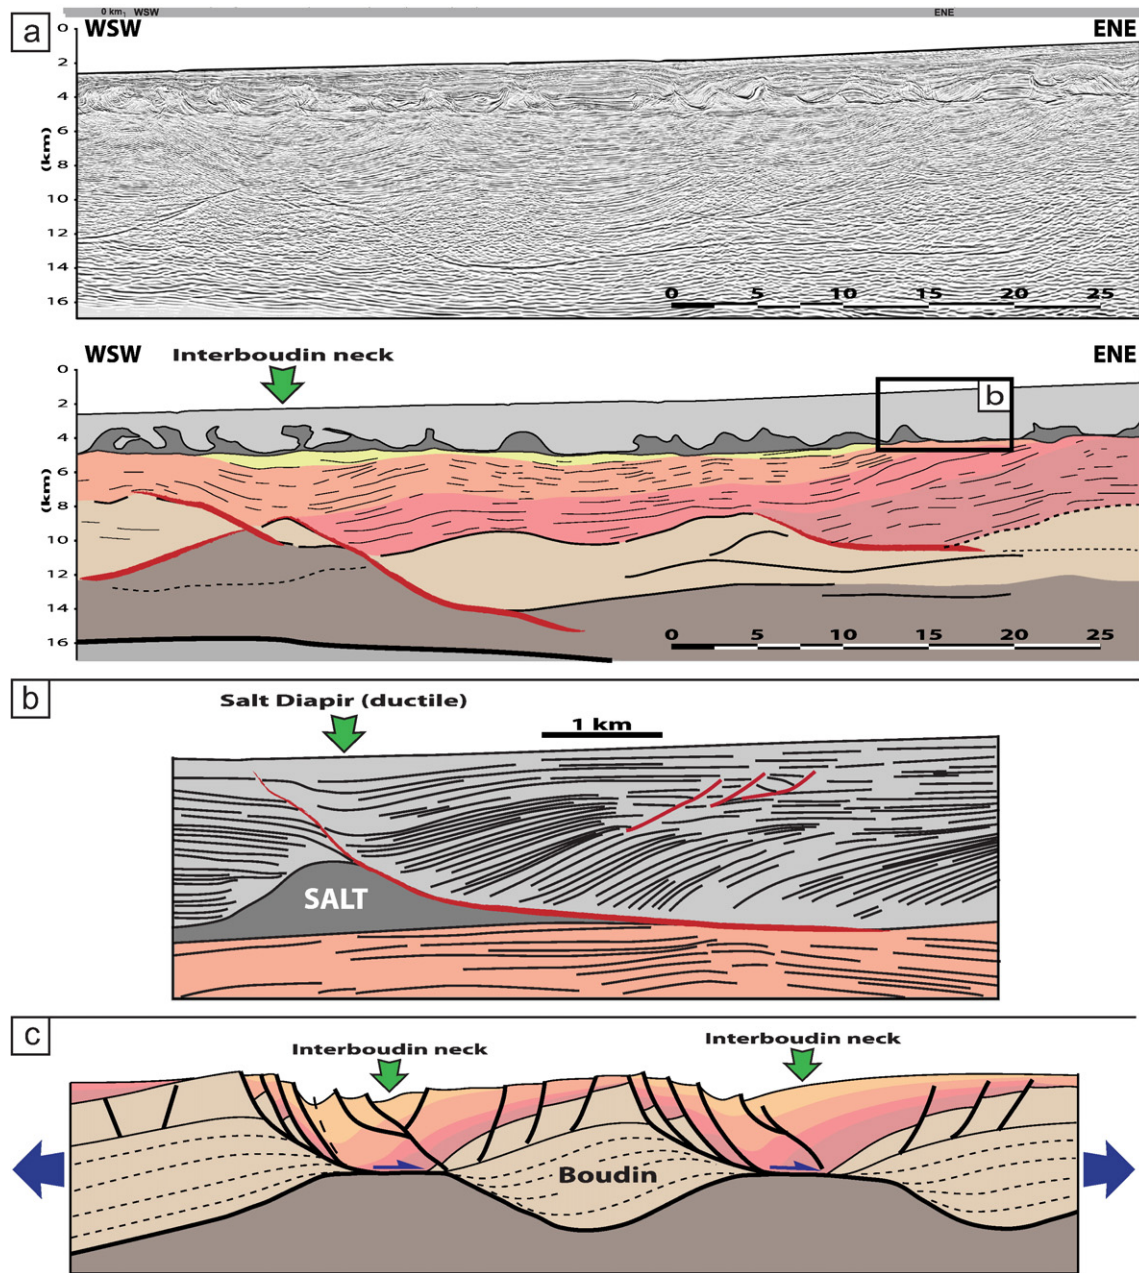 0 km WSW ENE
a
WSW ENE
0
2
4
6
8
10
12
14
16
(km)
0 5 10 15 20 25
WSW Interboudin neck ENE
0
2
4
6
8
10
12
14
16
(km)
b
0 5 10 15 20 25
b
Salt Diapir (ductile)
1 km
SALT
c
Interboudin neck Interboudin neck
Boudin